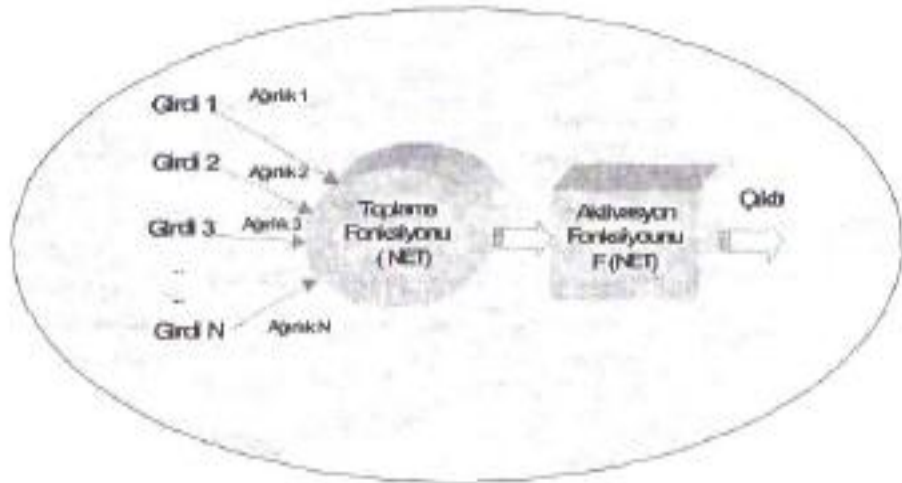 Girdi 1
Ağırlık 1
Girdi 2
Ağırlık 2
Girdi 3
Ağırlık 3
..
..
Girdi N
Ağırlık N
Toplama
Fonksiyonu
( NET)
Aktivasyon
Fonksiyounu
F (NET)
Çıktı